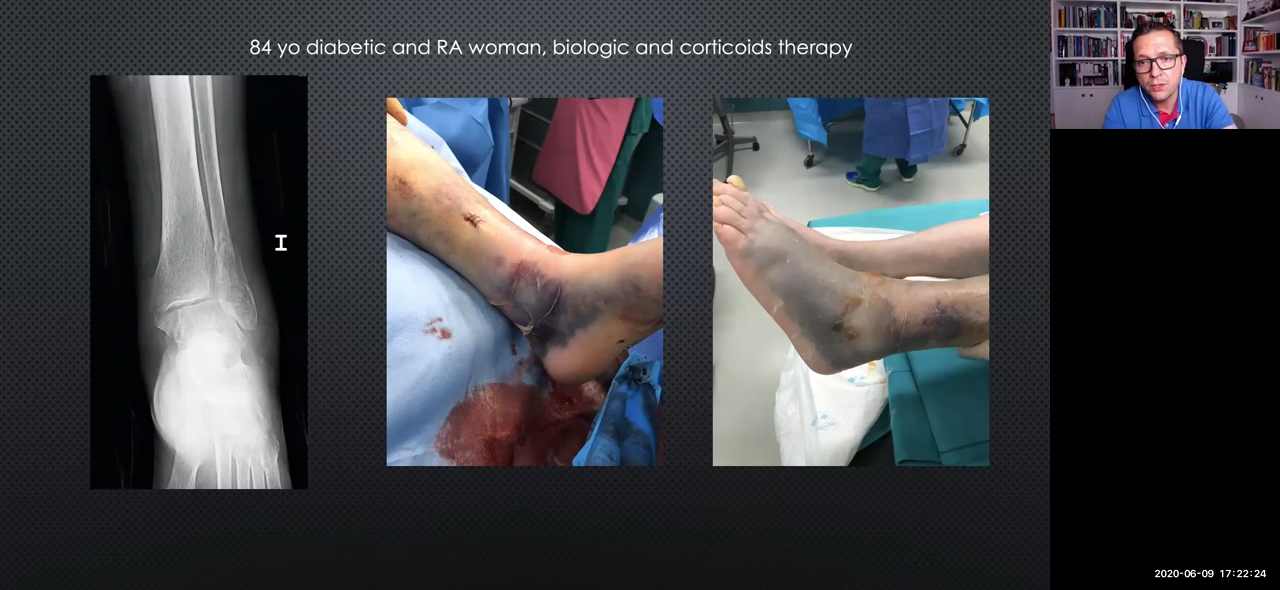 84 yo diabetic and RA woman, biologic and corticoids therapy
I
2020-06-09 17:22:24